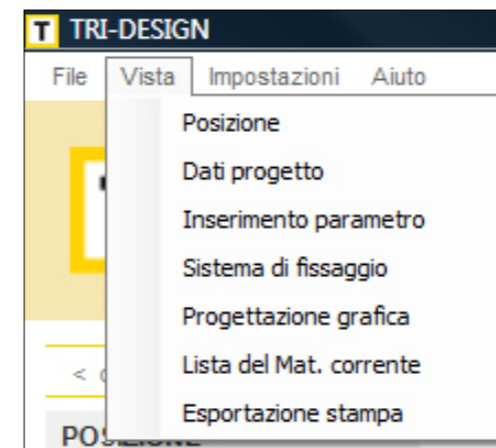 T TRI-DESIGN
File Vista Impostazioni Aiuto
Posizione
Dati progetto
Inserimento parametro
Sistema di fissaggio
Progettazione grafica
Lista del Mat. corrente
Esportazione stampa
<